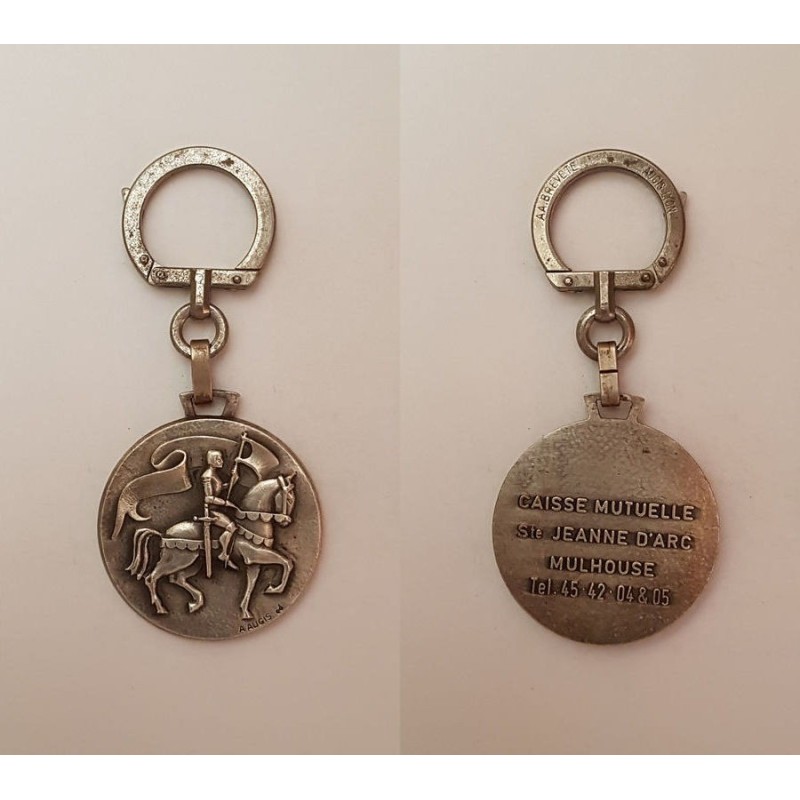 A.AUGIS
AA BREVETE
CAISSE MUTUELLE
Ste JEANNE D'ARC
MULHOUSE
Tel. 45·42·04 & 05